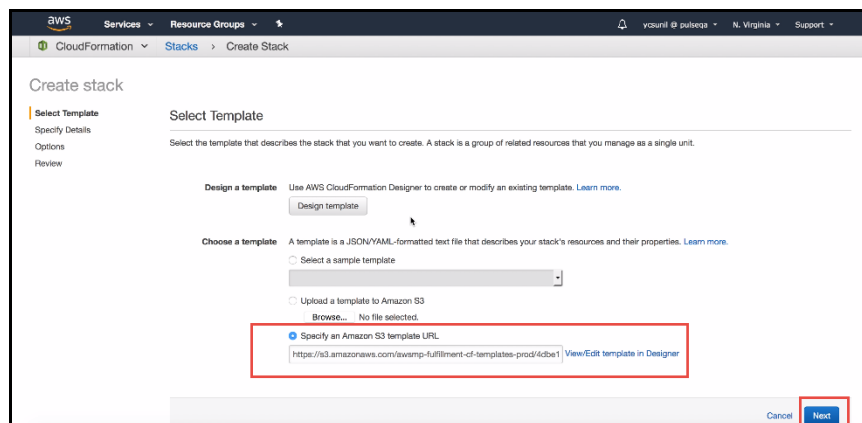 aws Services Resource Groups ycsunil @ pulseqa N. Virginia Support
CloudFormation Stacks > Create Stack
Create stack
Select Template
Specify Details
Options
Review
Select Template
Select the template that describes the stack that you want to create. A stack is a group of related resources that you manage as a single unit.
Design a template Use AWS CloudFormation Designer to create or modify an existing template. Learn more.
Design template
Choose a template A template is a JSON/YAML-formatted text file that describes your stack's resources and their properties. Learn more.
Select a sample template
Upload a template to Amazon S3
Browse... No file selected.
Specify an Amazon S3 template URL
https://s3.amazonaws.com/awsmp-fulfillment-cf-templates-prod/4dbe1 View/Edit template in Designer
Cancel Next